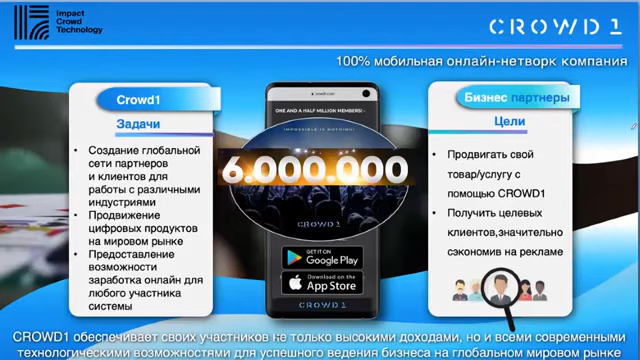 Impact
Crowd
Technology
CROWD1
100% мобильная онлайн-нетворк компания
Crowd1
Задачи
• Создание глобальной
сети партнеров
и клиентов для
работы с различными
индустриями
• Продвижение
цифровых продуктов
на мировом рынке
• Предоставление
возможности
заработка онлайн для
любого участника
системы
ONE AND A HALF MILLION MEMBERS! -
IMPOSSIBLE IS NOTHING!
6.000.000
CROWD1
GET IT ON
Google Play
Download on the
App Store
CROWD1
Бизнес партнеры
Цели
• Продвигать свой
товар/услугу с
помощью CROWD1
• Получить целевых
клиентов,значительно
сэкономив на рекламе
CROWD1 обеспечивает своих участников не только высокими доходами, но и всеми современными
технологическими возможностями для успешного ведения бизнеса на глобальном мировом рынке